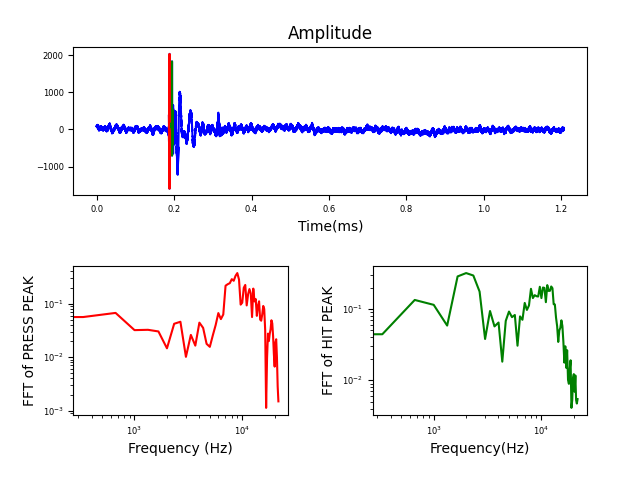 Amplitude
2000
1000
0
−1000
0.0 0.2 0.4 0.6 0.8 1.0 1.2
Time(ms)
FFT of PRESS PEAK
10⁻¹
10⁻²
10⁻³
10³ 10⁴
Frequency (Hz)
FFT of HIT PEAK
10⁻¹
10⁻²
10³ 10⁴
Frequency(Hz)